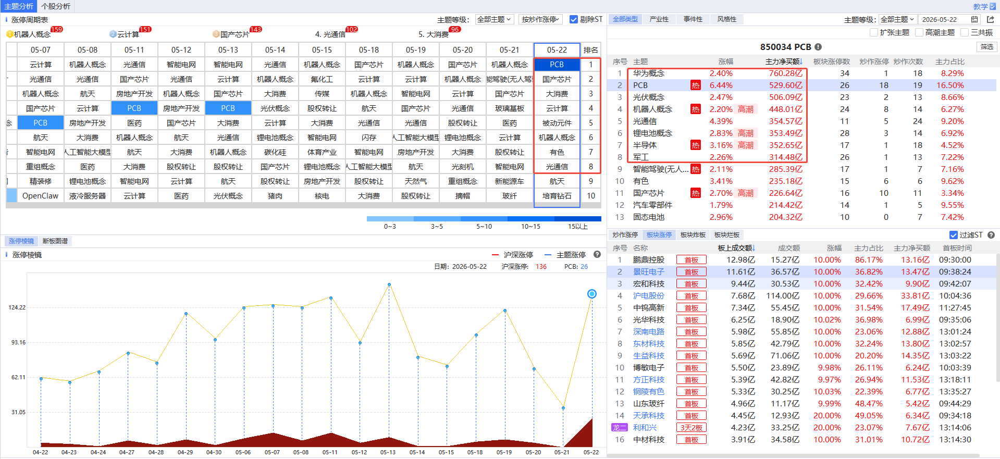 主题分析 个股分析 教学
涨停周期表 主题等级: 全部主题 按炒作涨停 剔除ST
1 机器人概念 159 2 云计算 151 3 国产芯片 143 4. 光通信 102 5. 大消费 96
05-07 05-08 05-11 05-12 05-13 05-14 05-15 05-18 05-19 05-20 05-21 05-22 排名
云计算 机器人概念 光通信 智能电网 智能电网 光通信 机器人概念 国产芯片 机器人概念 国产芯片 机器人概念 PCB 1
光通信 光通信 国产芯片 光通信 云计算 机器人概念 氟化工 云计算 云计算 机器人概念 能驾驶(无人驾 国产芯片 2
机器人概念 航天 房地产开发 机器人概念 国产芯片 大消费 传媒 机器人概念 智能电网 云计算 国产芯片 大消费 3
国产芯片 云计算 PCB 房地产开发 PCB 光伏概念 股权转让 航天 国产芯片 光通信 玻璃基板 云计算 4
念 PCB 房地产开发 医药 国产芯片 大消费 云计算 大消费 光通信 光通信 股权转让 医药 被动元件 5
航天 大消费 机器人概念 航天 光通信 锂电池概念 智能电网 闪存 人工智能大模型 锂电池概念 云计算 机器人概念 6
智能电网 人工智能大模型 航天 大消费 机器人概念 碳化硅 体育产业 智能电网 房地产开发 大消费 股权转让 有色 7
重组概念 医药 大消费 股权转让 股权转让 国产芯片 锂电池概念 人工智能大模型 航天 光刻机 智能电网 光通信 8
精装修 锂电池概念 智能电网 云计算 航天 股权转让 房地产开发 股权转让 天然气 重组概念 新能源车 航天 9
OpenClaw 液冷服务器 云计算 医药 光伏概念 猪肉 核电 大消费 股权转让 摘帽 玻纤 培育钻石 10
0~3 3~5 5~10 10~15 15以上
涨停棱镜 断板图谱
涨停棱镜 沪深涨停 主题涨停
日期: 2026-05-22 沪深涨停: 136 PCB: 26
124.22
93.16
62.11
31.05
04-22 04-23 04-24 04-27 04-28 04-29 04-30 05-06 05-07 05-08 05-11 05-12 05-13 05-14 05-15 05-18 05-19 05-20 05-21 05-22
全部类型 产业性 事件性 风格性 主题等级: 全部主题 2026-05-22
扩张主题 高潮主题 三共振
850034 PCB 筛选
序号 主题 涨幅 主力净买额↓ 板块涨停数 炒作涨停 炒作次数 主力占比
1 华为概念 2.40% 760.28亿 34 1 18 8.29%
2 PCB 热 6.44% 529.60亿 26 18 19 16.50%
3 光伏概念 2.47% 506.09亿 23 2 13 8.66%
4 机器人概念 热 2.20% 高潮 448.01亿 24 8 14 6.27%
5 光通信 4.39% 354.57亿 11 5 24 9.20%
6 锂电池概念 2.83% 高潮 353.49亿 28 3 14 6.92%
7 半导体 热 3.16% 高潮 352.65亿 17 1 18 4.52%
8 军工 2.26% 314.48亿 26 1 13 7.22%
9 智能驾驶(无人... 热 2.11% 285.39亿 17 1 7 7.16%
10 有色 3.41% 235.18亿 15 6 6 9.62%
11 国产芯片 热 2.70% 高潮 226.64亿 16 10 11 3.34%
12 汽车零部件 1.79% 214.42亿 14 1 5 9.55%
13 固态电池 2.96% 204.32亿 10 0 7 7.42%
炒作涨停 板块涨停 板块炸板 板块烂板 过滤ST
序号 名称 板上成交额↓ 成交额 涨幅 主力占比 主力净买额 首板时间
1 鹏鼎控股 首板 12.98亿 15.27亿 10.00% 86.17% 13.16亿 09:30:00
2 景旺电子 首板 11.61亿 36.57亿 10.00% 36.82% 13.47亿 09:38:24
3 宏和科技 首板 9.44亿 30.53亿 10.00% 32.42% 9.90亿 09:42:07
4 沪电股份 首板 7.68亿 114.00亿 10.00% 29.66% 33.81亿 10:04:36
5 中钨高新 首板 7.34亿 55.45亿 10.00% 31.54% 17.49亿 11:27:45
6 光华科技 首板 6.25亿 18.90亿 10.02% 36.98% 6.99亿 09:35:06
7 深南电路 首板 5.98亿 55.85亿 10.00% 23.06% 12.88亿 13:01:24
8 东材科技 首板 5.85亿 42.79亿 10.00% 32.24% 13.80亿 13:02:57
9 生益科技 首板 5.69亿 71.06亿 10.00% 20.20% 14.35亿 13:03:22
10 博敏电子 首板 5.50亿 23.89亿 9.98% 26.11% 6.24亿 10:03:39
11 方正科技 首板 5.39亿 42.82亿 9.97% 26.94% 11.53亿 13:18:11
12 铜陵有色 首板 5.33亿 30.25亿 10.03% 22.39% 6.77亿 13:35:27
13 山东玻纤 首板 4.96亿 11.17亿 9.99% 48.47% 5.42亿 09:44:29
14 天承科技 首板 4.45亿 12.93亿 20.00% 49.05% 6.34亿 09:34:18
龙二 利和兴 3天2板 4.23亿 33.25亿 20.00% 23.07% 7.67亿 13:14:06
16 中材科技 首板 3.91亿 34.58亿 10.00% 31.01% 10.72亿 13:14:30